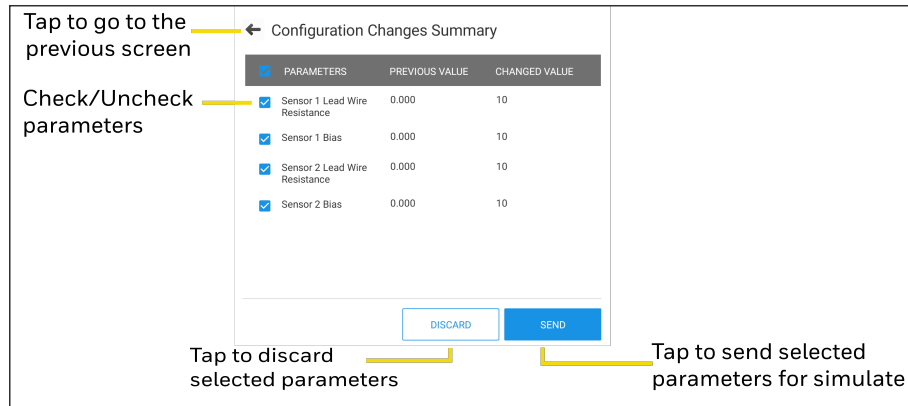 Tap to go to the
previous screen
Configuration Changes Summary
PARAMETERS PREVIOUS VALUE CHANGED VALUE
Check/Uncheck
parameters
Sensor 1 Lead Wire
Resistance
0.000 10
Sensor 1 Bias 0.000 10
Sensor 2 Lead Wire
Resistance
0.000 10
Sensor 2 Bias 0.000 10
DISCARD SEND
Tap to discard
selected parameters
Tap to send selected
parameters for simulate